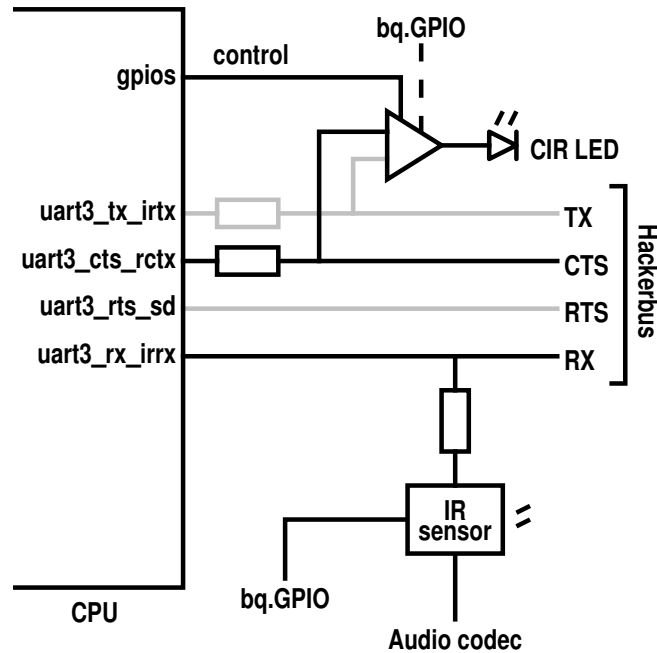 bq.GPIO
control
gpios
CIR LED
uart3_tx_irtx
TX
uart3_cts_rctx
CTS
uart3_rts_sd
RTS
uart3_rx_irrx
RX
Hackerbus
IR
sensor
bq.GPIO
CPU
Audio codec